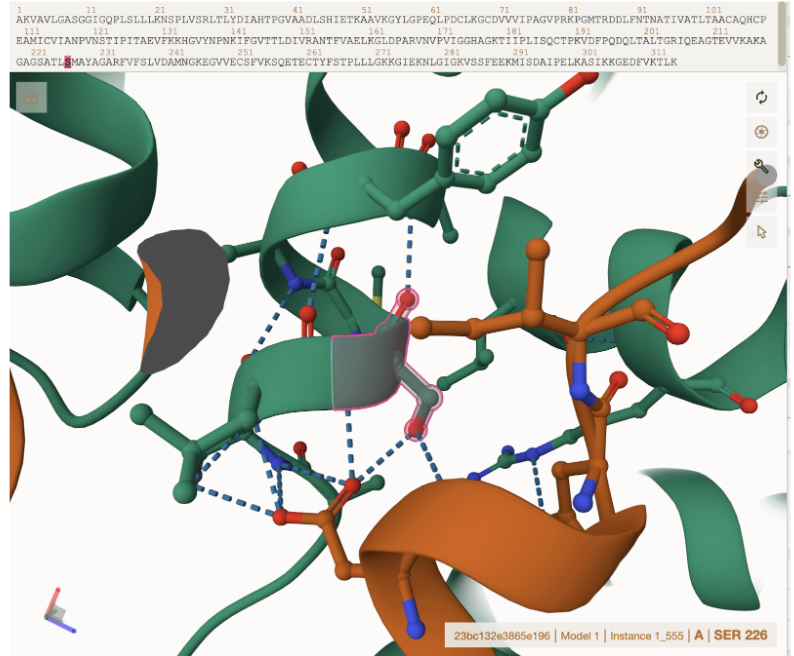 1 11 21 31 41 51 61 71 81 91 101
AKVAVLGASGGIGQPLSLLLKNSPLVSRLTLYDIAHTPGVAADLSHIETKAAVKGYLGPEQLPDCLKGCDVVVIPAGVPRKPGMTRDDLFNTNATIVATLTAACAQHCP
111 121 131 141 151 161 171 181 191 201 211
EAMICVIANPVNSTIPITAEVFKKHGVYNPNKIFGVTTLDIVRANTFVAELKGLDPARVNVPVIGGHAGKTIIPLISQCTPKVDFPQDQLTALTGRIQEAGTEVVKAKA
221 231 241 251 261 271 281 291 301 311
GAGSATLSMAYAGARFVFSLVDAMNGKEGVVECSFVKSQETECTYFSTPLLLGKKGIEKNLGIGKVSSFEEKMISDAIPELKASIKKGEDFVKTLK
23bc132e3865e196 | Model 1 | Instance 1_555 | A | SER 226